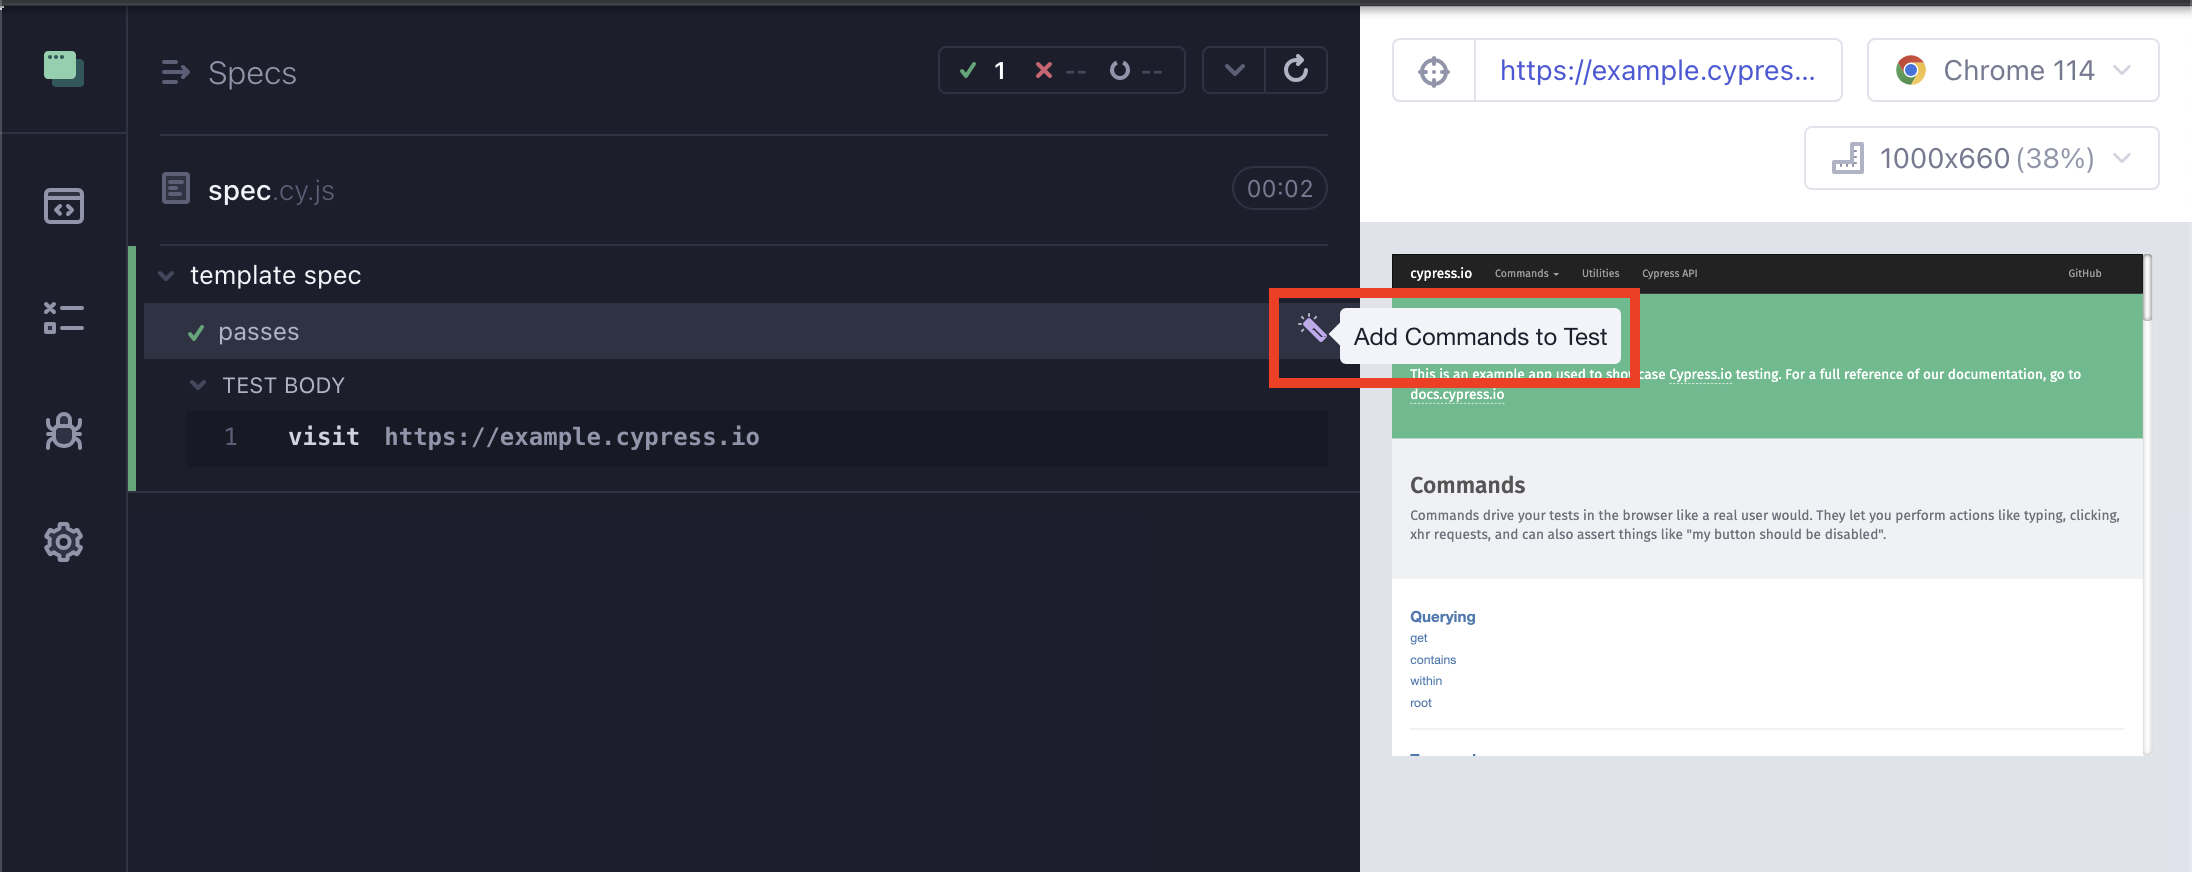 Specs
1 -- --
spec.cy.js
00:02
template spec
passes
TEST BODY
1 visit https://example.cypress.io
https://example.cypres...
Chrome 114
1000x660 (38%)
cypress.io Commands Utilities Cypress API GitHub
Add Commands to Test
This is an example app used to showcase Cypress.io testing. For a full reference of our documentation, go to
docs.cypress.io
Commands
Commands drive your tests in the browser like a real user would. They let you perform actions like typing, clicking,
xhr requests, and can also assert things like "my button should be disabled".
Querying
get
contains
within
root